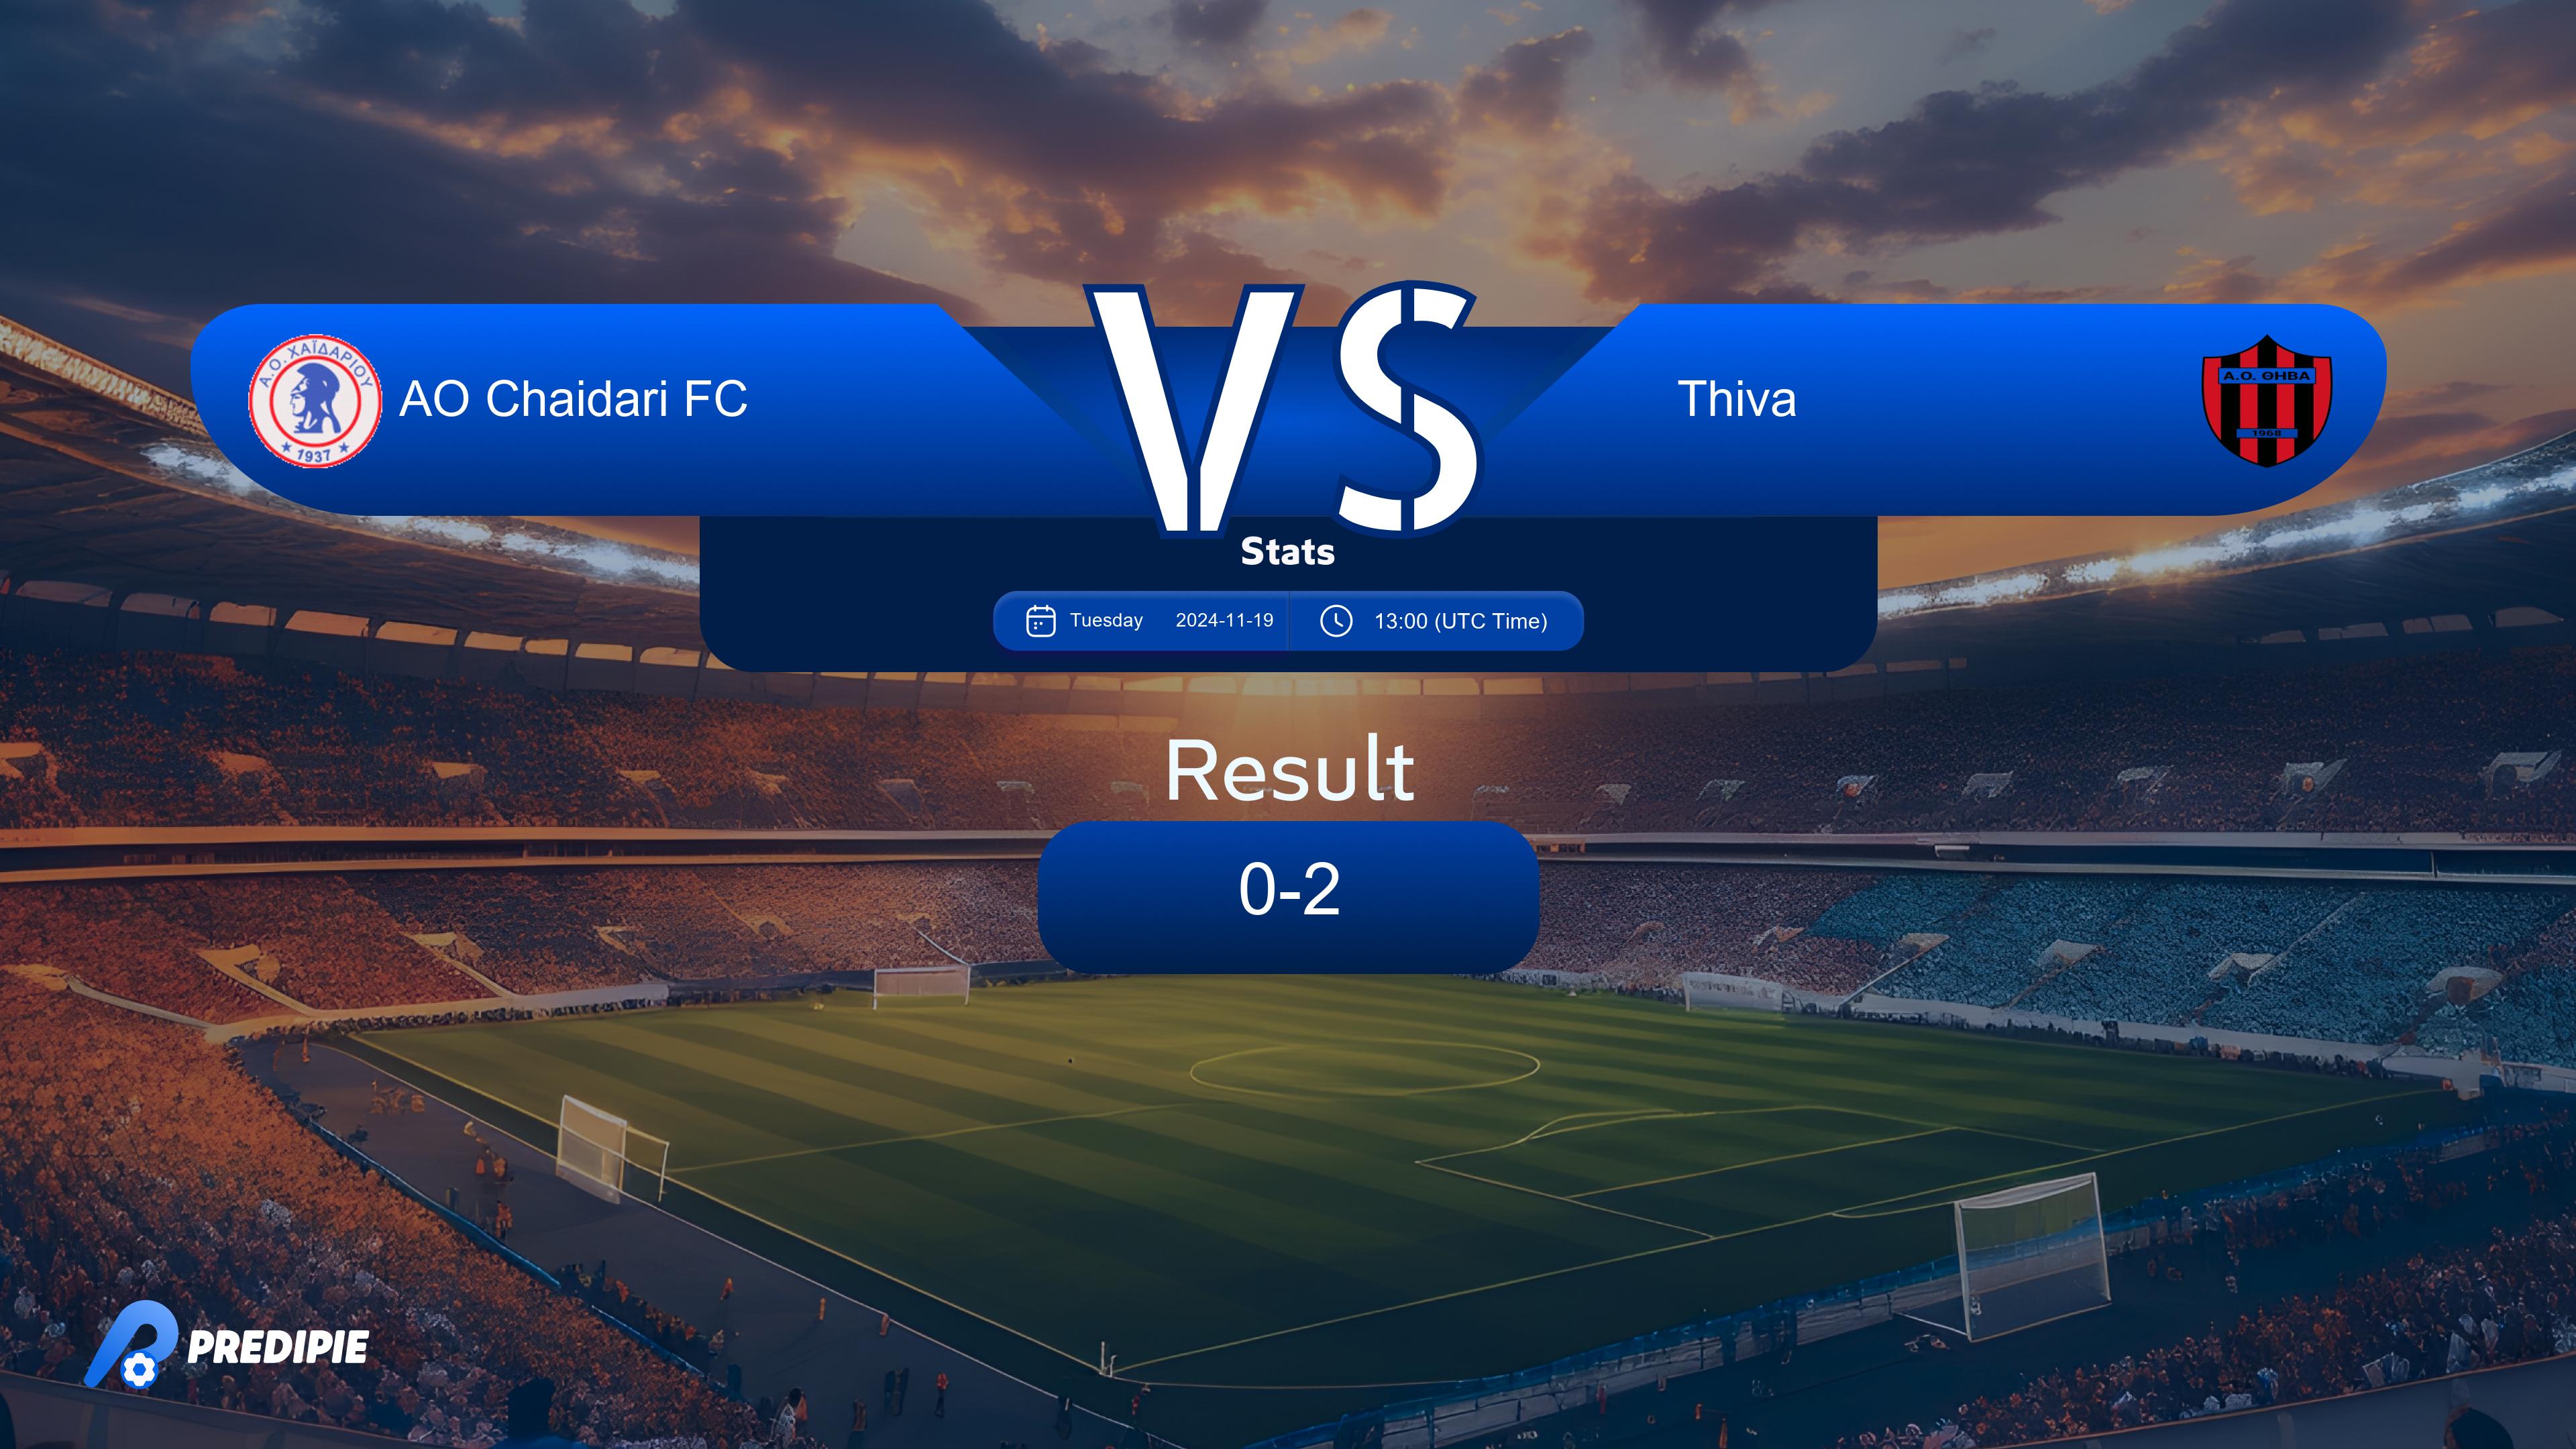 VS
Α.Ο. ΧΑΪΔΑΡΙΟΥ
1937
AO Chaidari FC
Thiva
Α.Ο. ΘΗΒΑ
1968
Stats
Tuesday 2024-11-19 13:00 (UTC Time)
Result
0-2
PREDIPIE